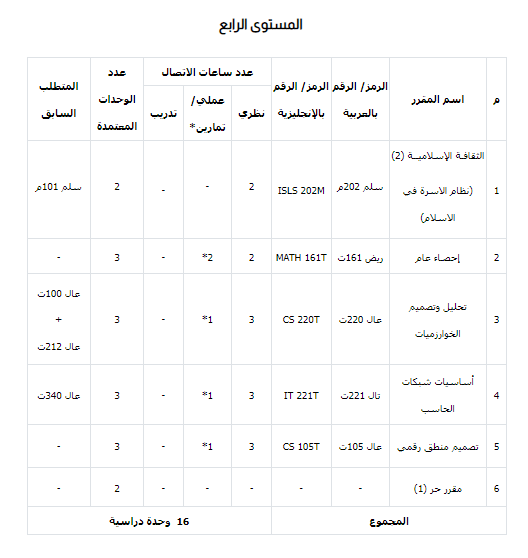 المستوى الرابع
م | اسم المقرر | الرمز/ الرقم بالعربية | الرمز/ الرقم بالإنجليزية | عدد ساعات الاتصال | عدد الوحدات المعتمدة | المتطلب السابق
نظري | عملي/ تمارين* | تدريب
1 | الثقافة الإسلامية (2) (نظام الاسرة في الاسلام) | سلم 202م | ISLS 202M | 2 | - | - | 2 | سلم 101م
2 | إحصاء عام | ريض 161ت | MATH 161T | 2 | 2* | - | 3 | -
3 | تحليل وتصميم الخوارزميات | عال 220ت | CS 220T | 3 | 1* | - | 3 | عال 100ت + عال 212ت
4 | أساسيات شبكات الحاسب | تال 221ت | IT 221T | 3 | 1* | - | 3 | عال 340ت
5 | تصميم منطق رقمي | عال 105ت | CS 105T | 3 | 1* | - | 3 | -
6 | مقرر حر (1) | - | - | - | - | - | 2 | -
المجموع | 16 وحدة دراسية